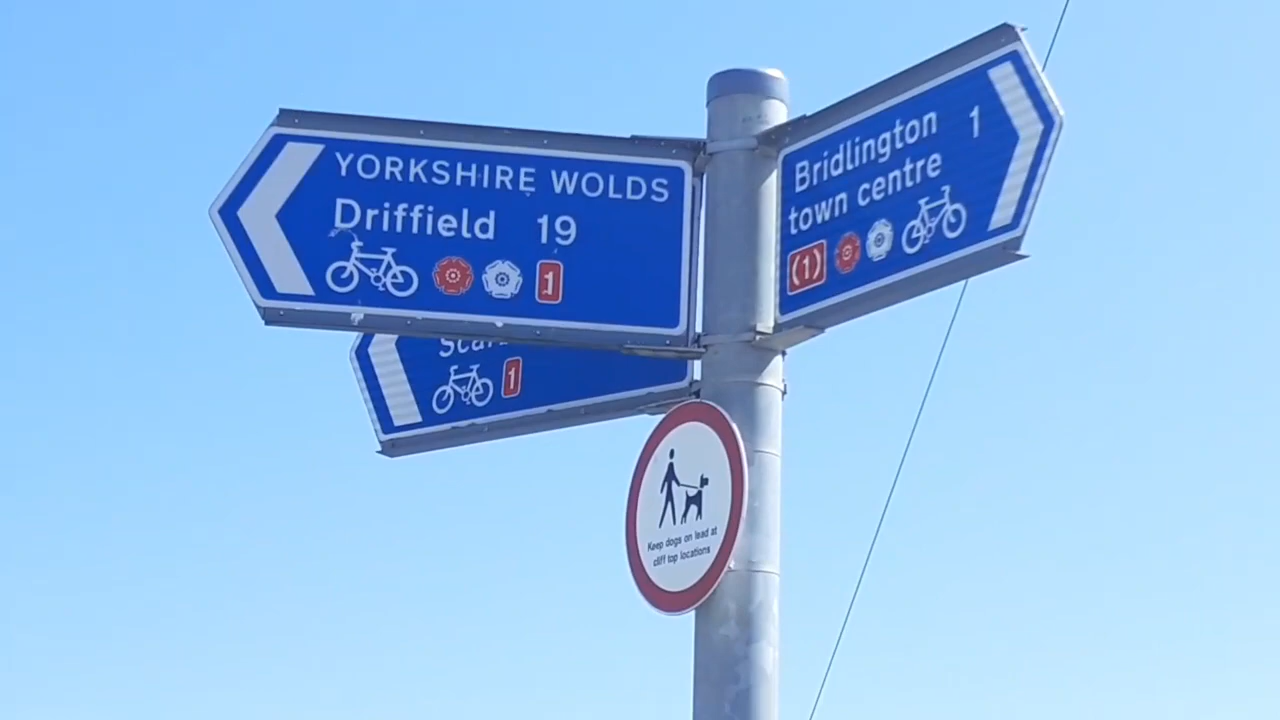 YORKSHIRE WOLDS
Driffield 19
1
Bridlington 1
town centre
(1)
1
Keep dogs on lead at
cliff top locations